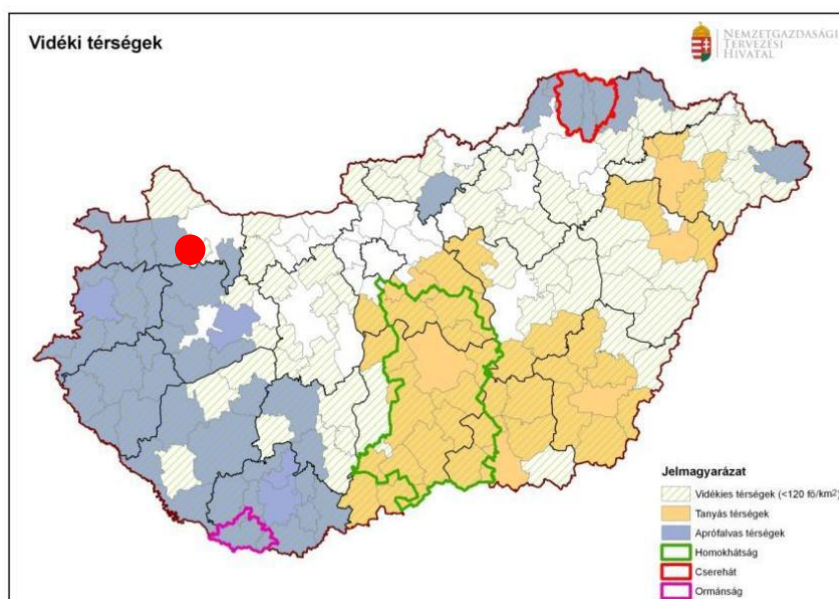 Vidéki térségek
NEMZETGAZDASÁGI
TERVEZÉSI
HIVATAL
Jelmagyarázat
Vidékies térségek (<120 fő/km2)
Tanyás térségek
Aprófalvas térségek
Homokhátság
Cserehát
Ormánság